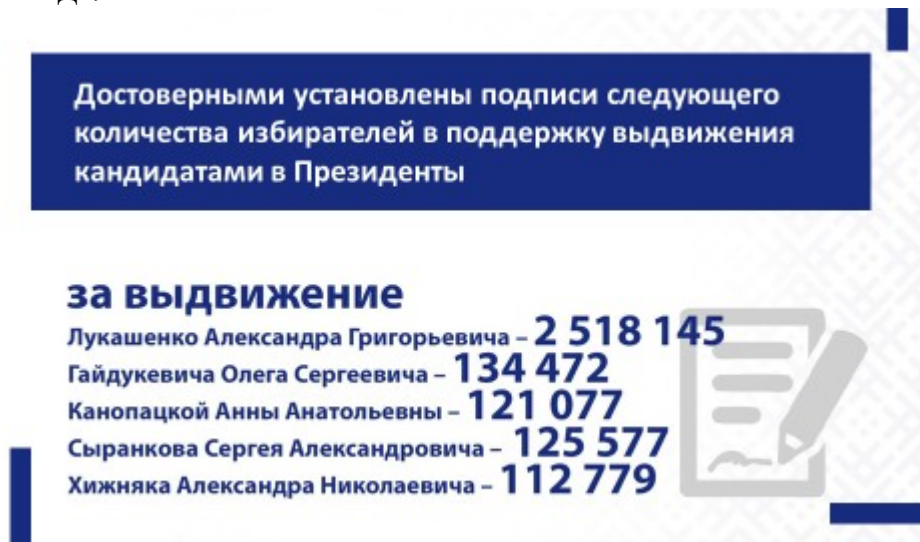 Достоверными установлены подписи следующего
количества избирателей в поддержку выдвижения
кандидатами в Президенты
за выдвижение
Лукашенко Александра Григорьевича – 2 518 145
Гайдукевича Олега Сергеевича – 134 472
Канопацкой Анны Анатольевны – 121 077
Сыранкова Сергея Александровича – 125 577
Хижняка Александра Николаевича – 112 779